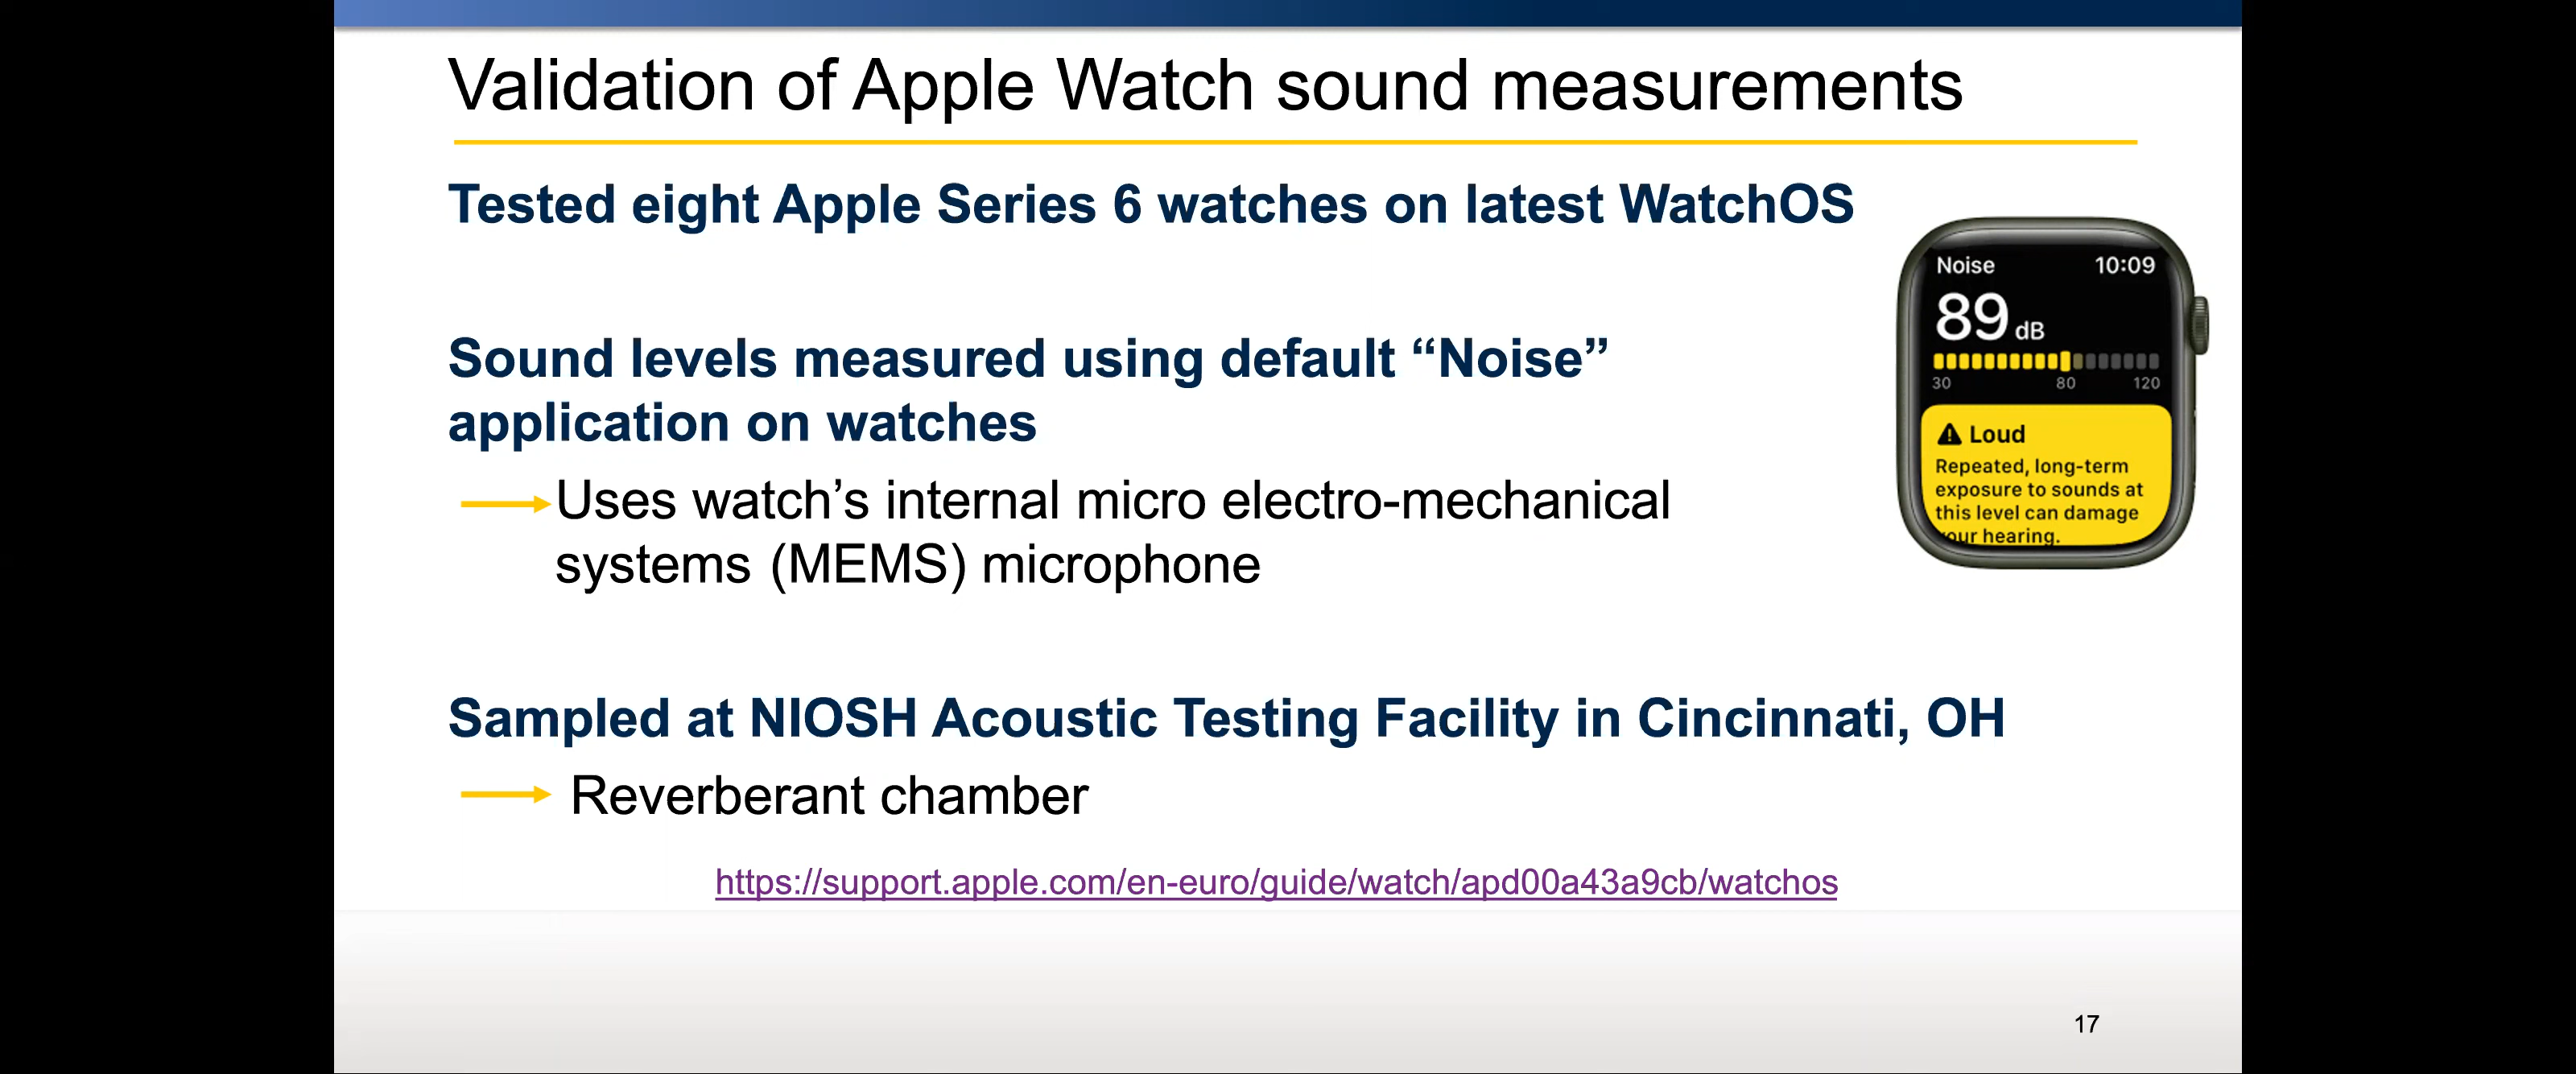 Validation of Apple Watch sound measurements
Tested eight Apple Series 6 watches on latest WatchOS
Noise 10:09
89 dB
30 80 120
Loud
Repeated, long-term
exposure to sounds at
this level can damage
our hearing.
Sound levels measured using default “Noise”
application on watches
Uses watch’s internal micro electro-mechanical
systems (MEMS) microphone
Sampled at NIOSH Acoustic Testing Facility in Cincinnati, OH
Reverberant chamber
https://support.apple.com/en-euro/guide/watch/apd00a43a9cb/watchos
17